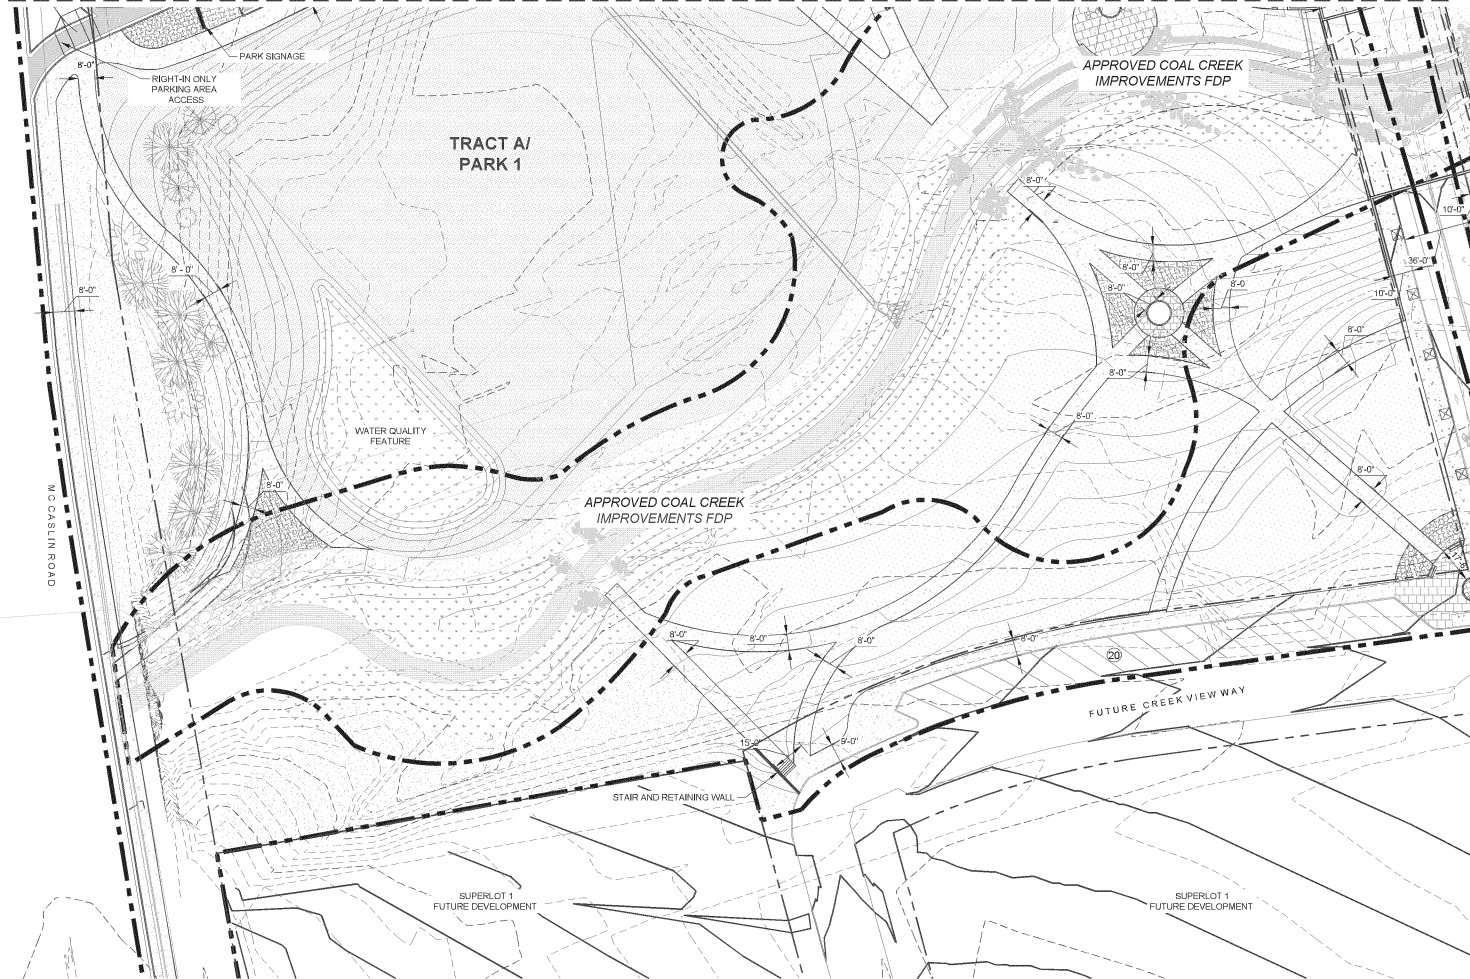 APPROVED COAL CREEK
IMPROVEMENTS FDP
PARK SIGNAGE
8'-0"
RIGHT-IN ONLY
PARKING AREA
ACCESS
TRACT A/
PARK 1
8'-0"
10'-0"
8'-0"
36'-0"
8'-0"
8'-0"
8'-0"
8'-0"
10'-0"
8'-0"
8'-0"
8'-0"
WATER QUALITY
FEATURE
8'-0"
8'-0"
APPROVED COAL CREEK
IMPROVEMENTS FDP
MC CASLIN ROAD
8'-0"
8'-0"
8'-0"
8'-0"
20
FUTURE CREEK VIEW WAY
15'-0"
9'-0"
STAIR AND RETAINING WALL
SUPERLOT 1
FUTURE DEVELOPMENT
SUPERLOT 1
FUTURE DEVELOPMENT